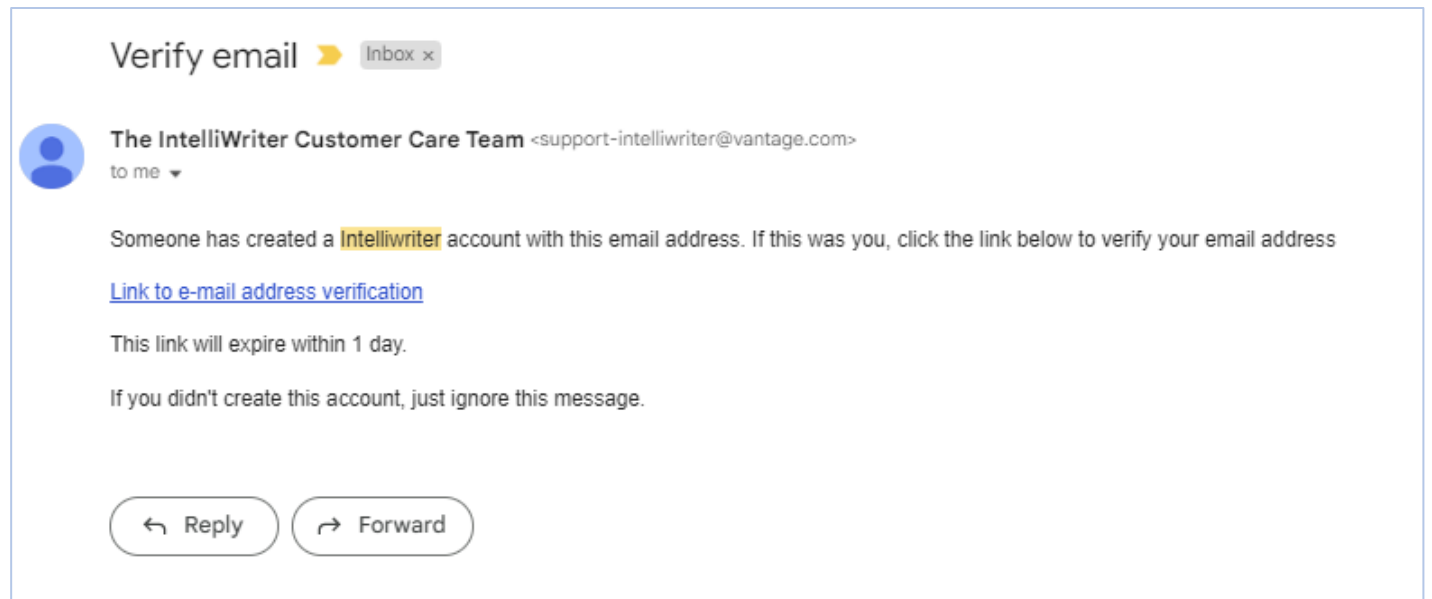 Verify email Inbox ×
The IntelliWriter Customer Care Team <support-intelliwriter@vantage.com>
to me
Someone has created a Intelliwriter account with this email address. If this was you, click the link below to verify your email address
Link to e-mail address verification
This link will expire within 1 day.
If you didn't create this account, just ignore this message.
Reply Forward